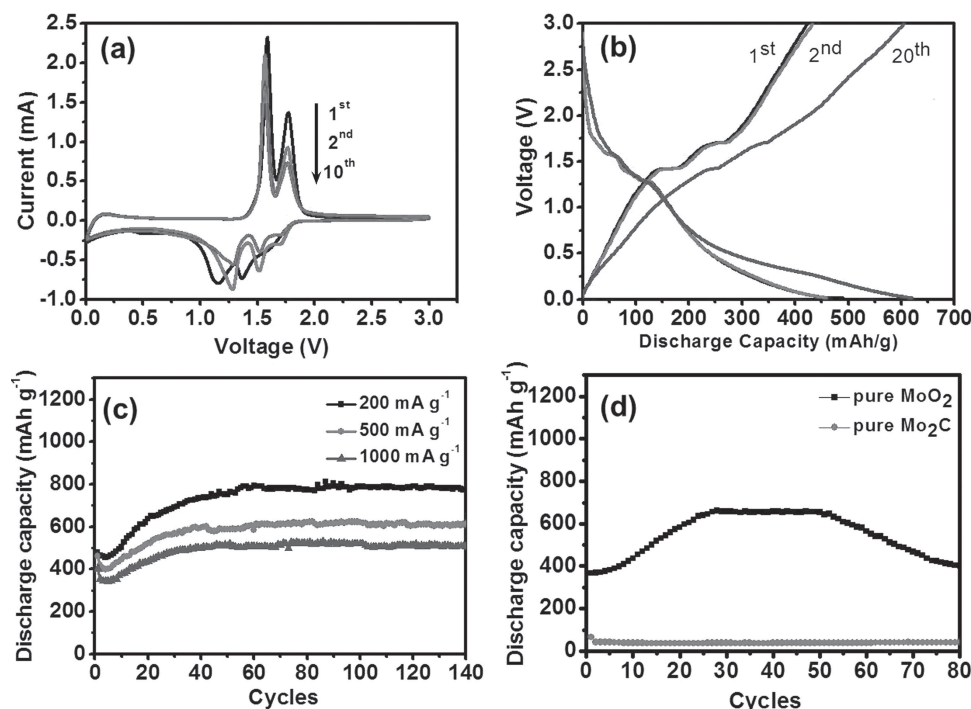 (a)
2.5
2.0
1.5
1.0
0.5
0.0
-0.5
-1.0
Current (mA)
1st
2nd
10th
0.0 0.5 1.0 1.5 2.0 2.5 3.0
Voltage (V)
(b)
3.0
2.5
2.0
1.5
1.0
0.5
0.0
Voltage (V)
1st 2nd 20th
0 100 200 300 400 500 600 700
Discharge Capacity (mAh/g)
(c)
1200
1000
800
600
400
200
0
Discharge capacity (mAh g-1)
200 mA g-1
500 mA g-1
1000 mA g-1
0 20 40 60 80 100 120 140
Cycles
(d)
1200
1000
800
600
400
200
0
Discharge capacity (mAh g-1)
pure MoO2
pure Mo2C
0 10 20 30 40 50 60 70 80
Cycles